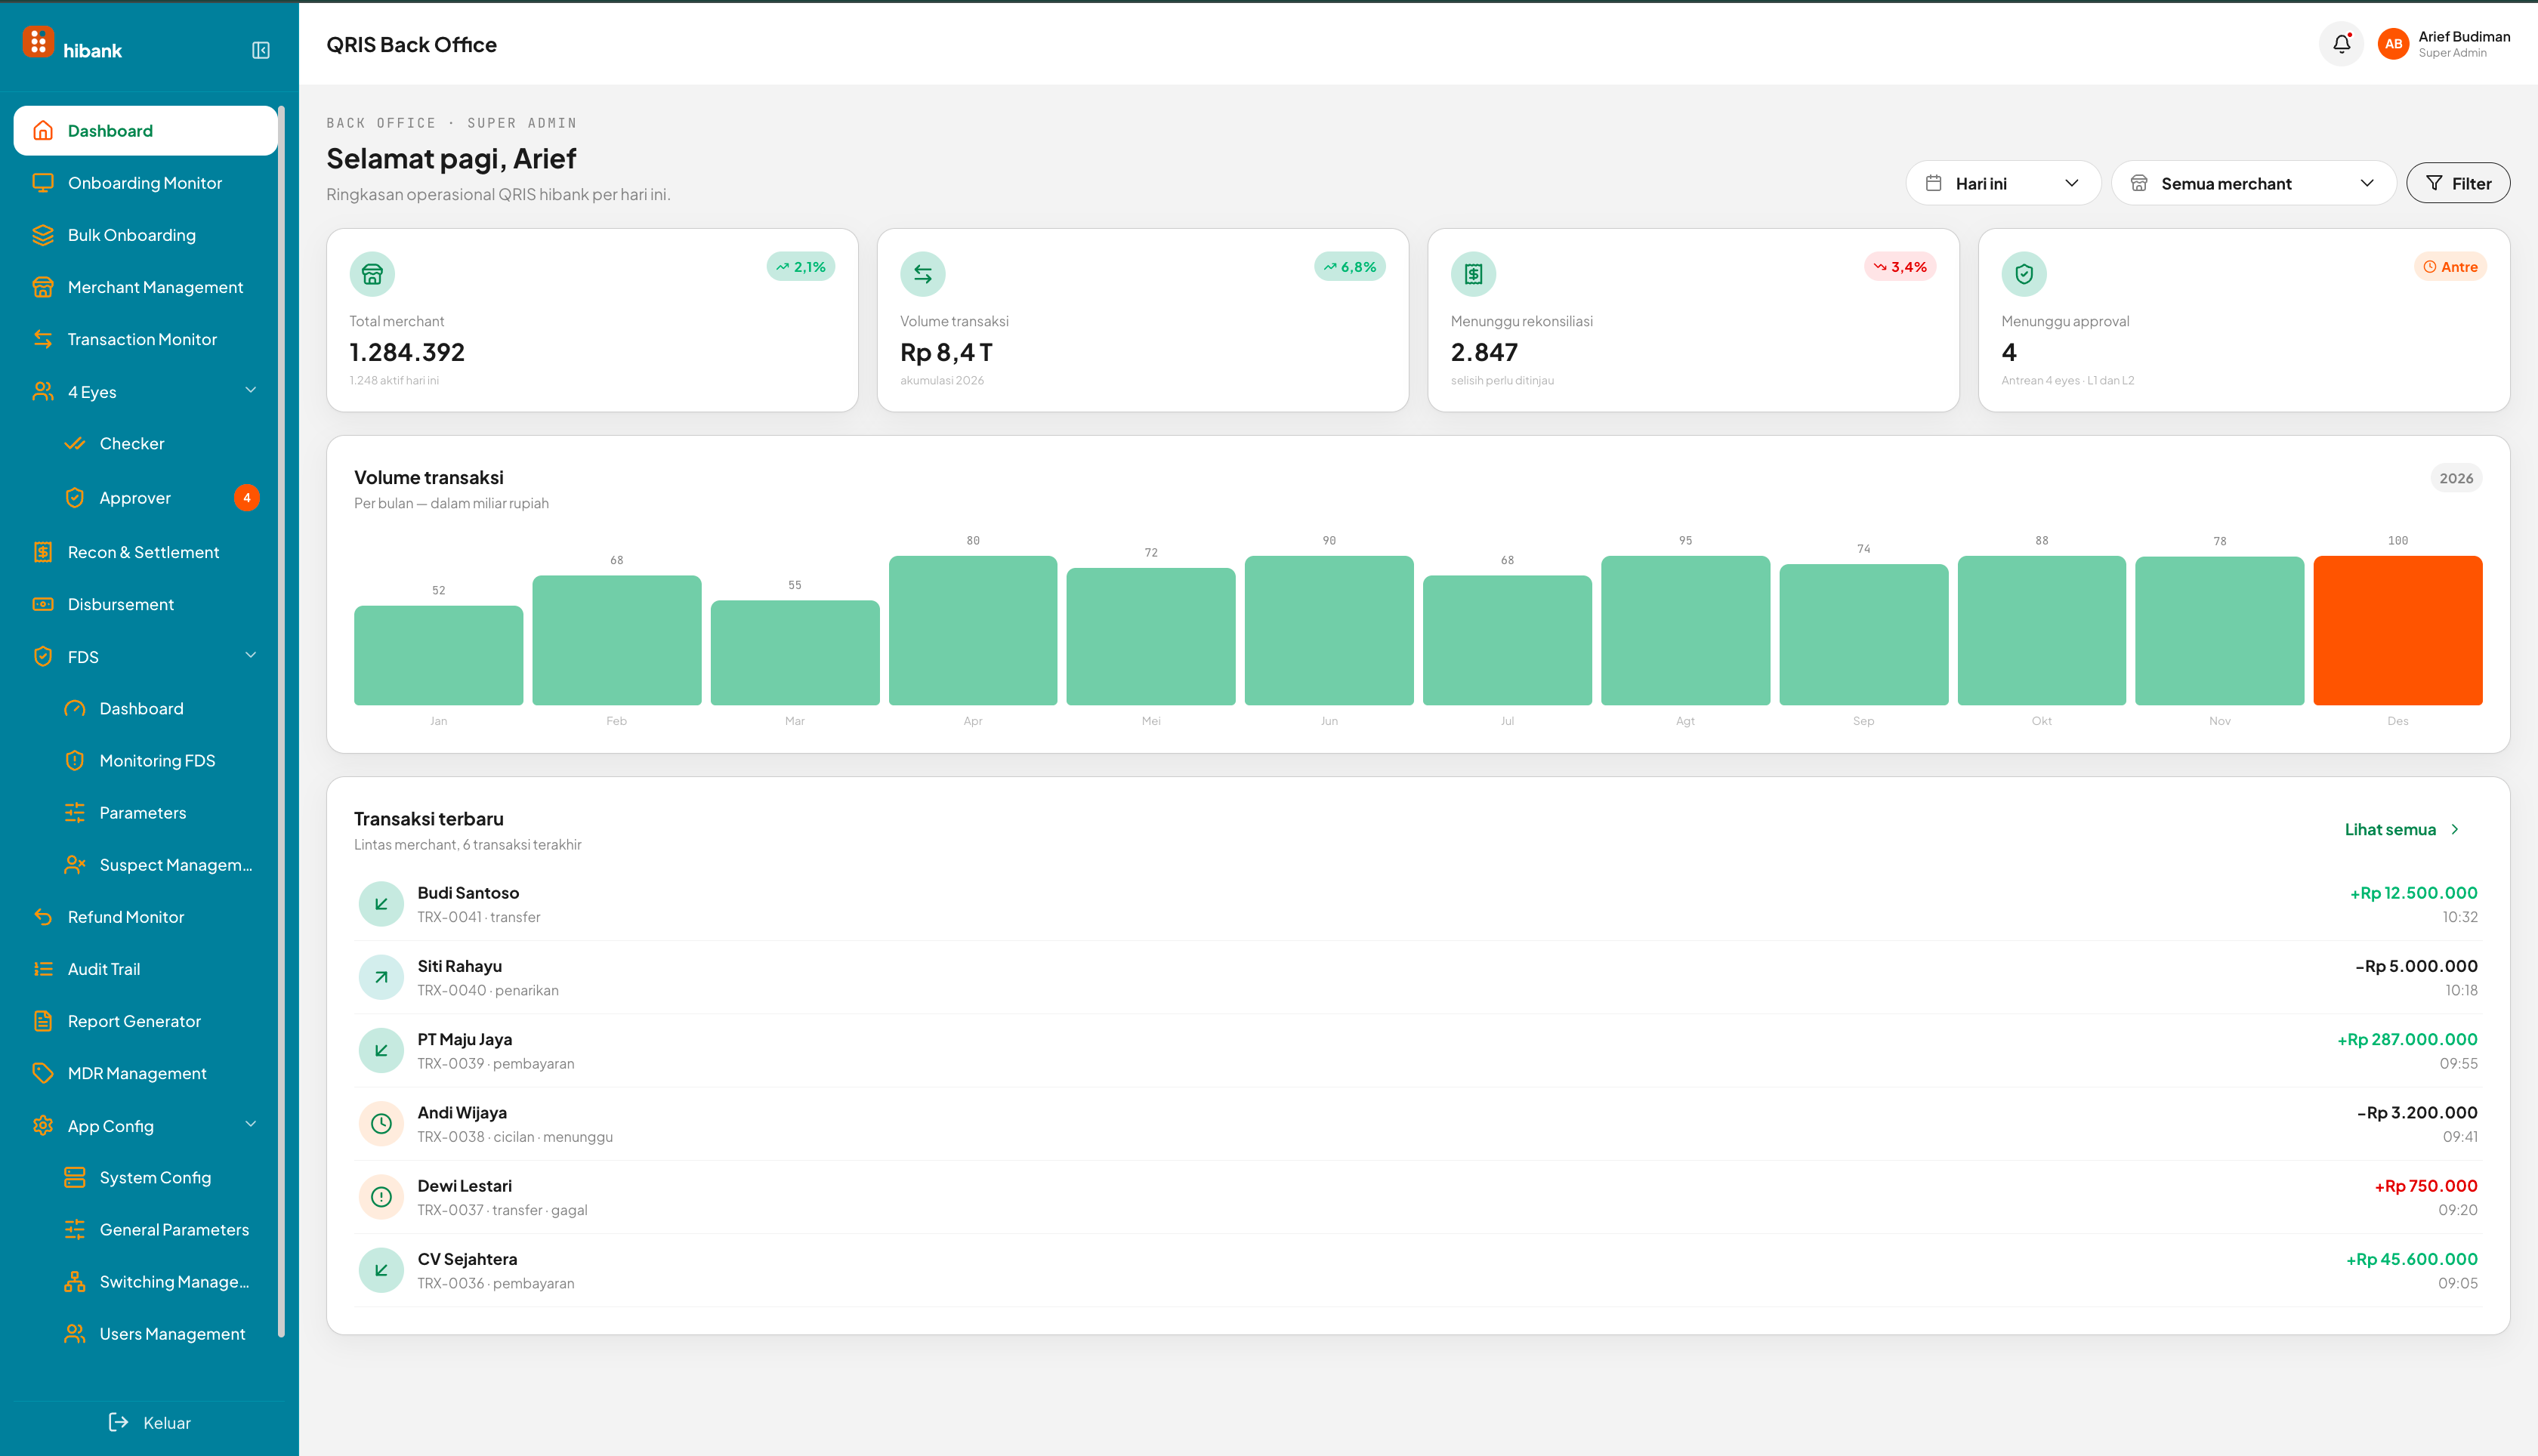 hibank
Dashboard
Onboarding Monitor
Bulk Onboarding
Merchant Management
Transaction Monitor
4 Eyes
Checker
Approver 4
Recon & Settlement
Disbursement
FDS
Dashboard
Monitoring FDS
Parameters
Suspect Managem...
Refund Monitor
Audit Trail
Report Generator
MDR Management
App Config
System Config
General Parameters
Switching Manage...
Users Management
Keluar
QRIS Back Office
AB
Arief Budiman
Super Admin
BACK OFFICE · SUPER ADMIN
Selamat pagi, Arief
Ringkasan operasional QRIS hibank per hari ini.
Hari ini
Semua merchant
Filter
2,1%
Total merchant
1.284.392
1.248 aktif hari ini
6,8%
Volume transaksi
Rp 8,4 T
akumulasi 2026
3,4%
Menunggu rekonsiliasi
2.847
selisih perlu ditinjau
Antre
Menunggu approval
4
Antrean 4 eyes · L1 dan L2
Volume transaksi
Per bulan — dalam miliar rupiah
2026
52 68 55 80 72 90 68 95 74 88 78 100
Jan Feb Mar Apr Mei Jun Jul Agt Sep Okt Nov Des
Transaksi terbaru
Lintas merchant, 6 transaksi terakhir
Lihat semua
Budi Santoso +Rp 12.500.000
TRX-0041 · transfer 10:32
Siti Rahayu −Rp 5.000.000
TRX-0040 · penarikan 10:18
PT Maju Jaya +Rp 287.000.000
TRX-0039 · pembayaran 09:55
Andi Wijaya −Rp 3.200.000
TRX-0038 · cicilan · menunggu 09:41
Dewi Lestari +Rp 750.000
TRX-0037 · transfer · gagal 09:20
CV Sejahtera +Rp 45.600.000
TRX-0036 · pembayaran 09:05